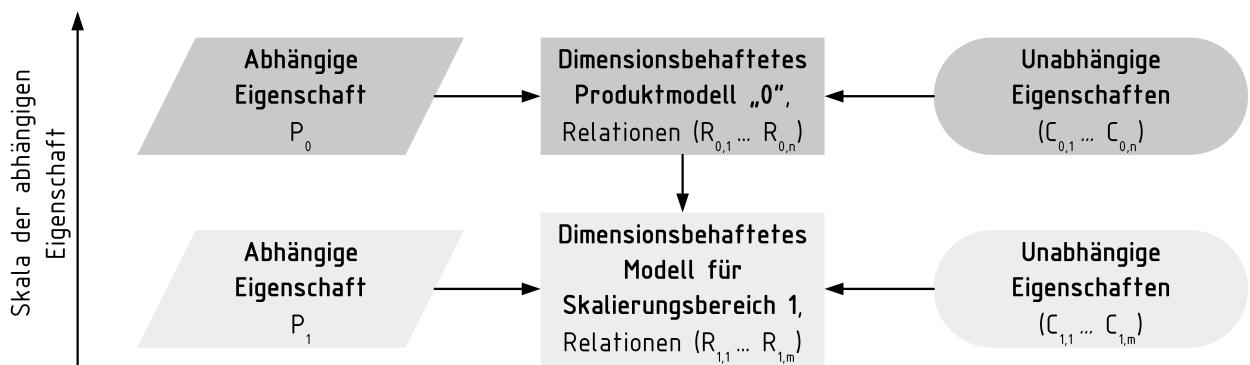 Skala der abhängigen
Eigenschaft
Abhängige
Eigenschaft
P₀
Dimensionsbehaftetes
Produktmodell „0“,
Relationen (R₀,₁ ... R₀,ₙ)
Unabhängige
Eigenschaften
(C₀,₁ ... C₀,ₙ)
Abhängige
Eigenschaft
P₁
Dimensionsbehaftetes
Modell für
Skalierungsbereich 1,
Relationen (R₁,₁ ... R₁,ₘ)
Unabhängige
Eigenschaften
(C₁,₁ ... C₁,ₘ)